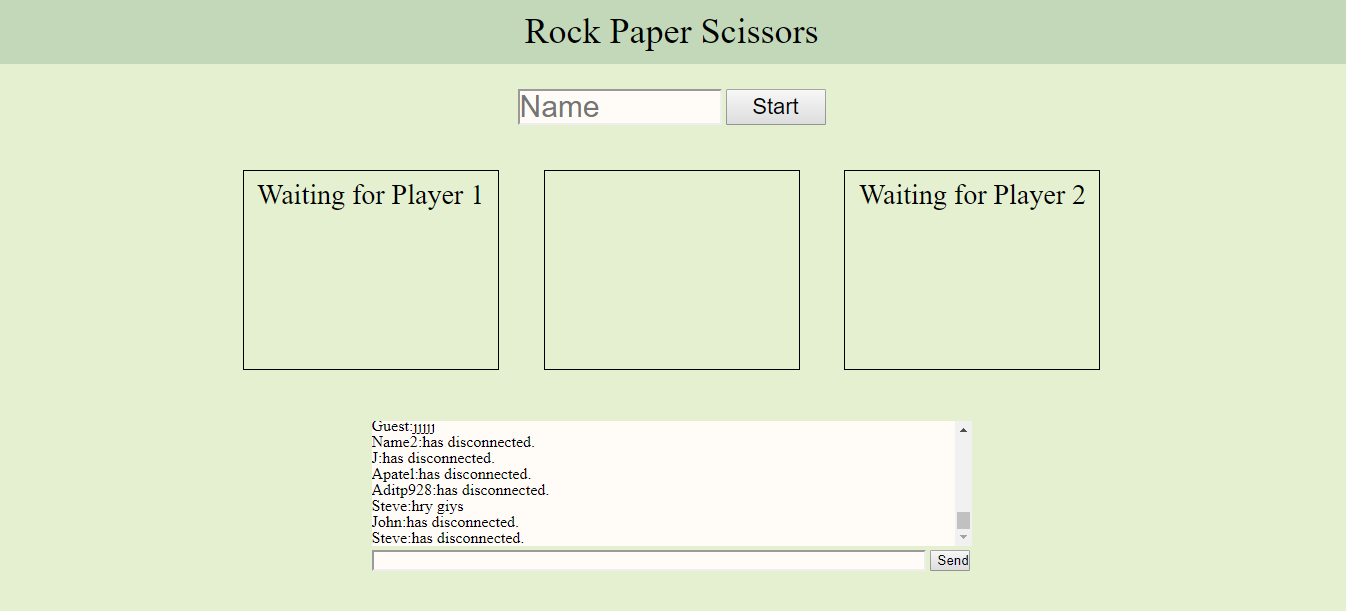 Rock Paper Scissors
Name Start
Waiting for Player 1 Waiting for Player 2
Guest:jjjjj
Name2:has disconnected.
J:has disconnected.
Apatel:has disconnected.
Aditp928:has disconnected.
Steve:hry giys
John:has disconnected.
Steve:has disconnected.
Send